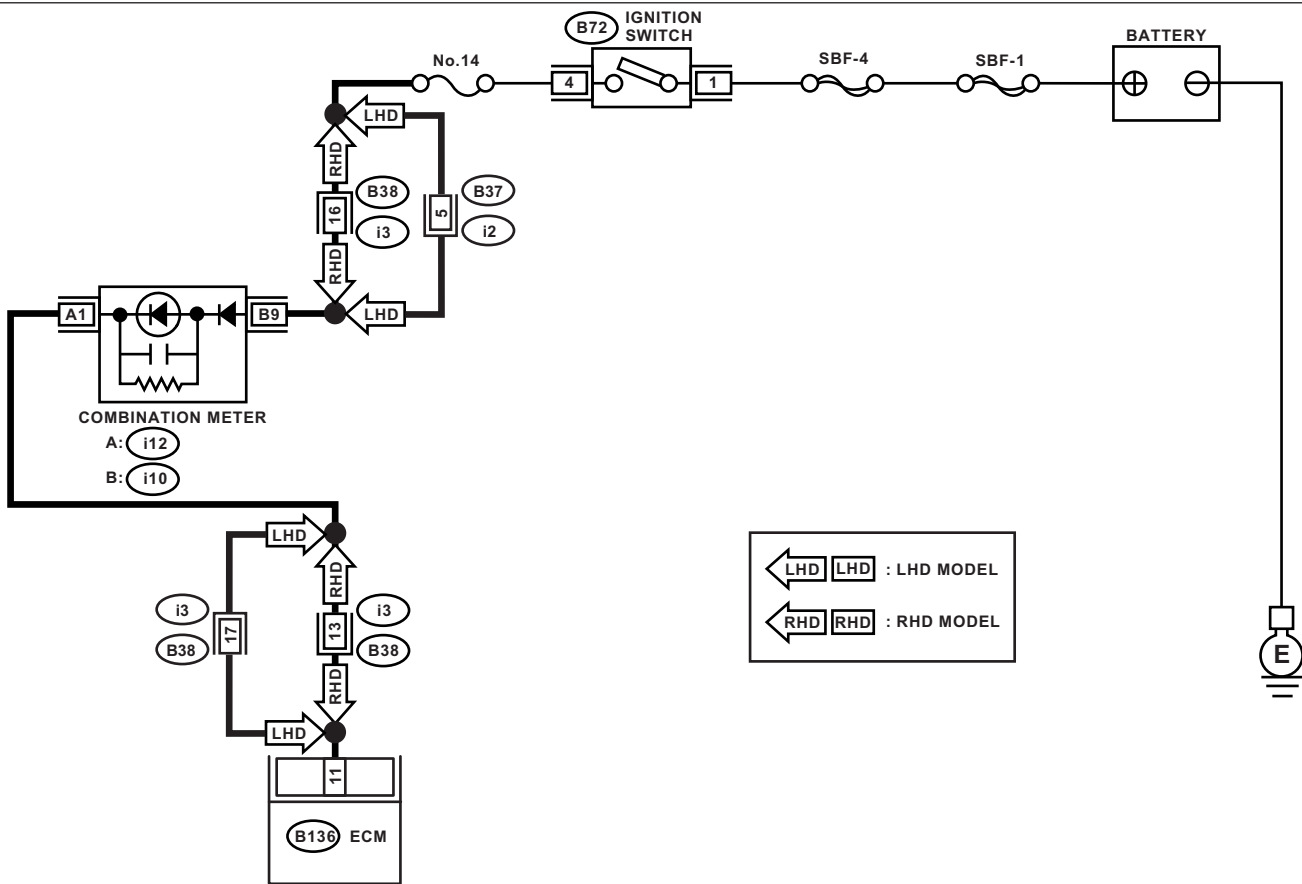 B72
IGNITION
SWITCH
BATTERY
No.14
SBF-4
SBF-1
4
1
LHD
RHD
B38
B37
16
5
i3
i2
RHD
LHD
A1
B9
COMBINATION METER
A: i12
B: i10
LHD
RHD
i3
i3
17
13
B38
B38
RHD
LHD
11
B136 ECM
LHD LHD : LHD MODEL
RHD RHD : RHD MODEL
E